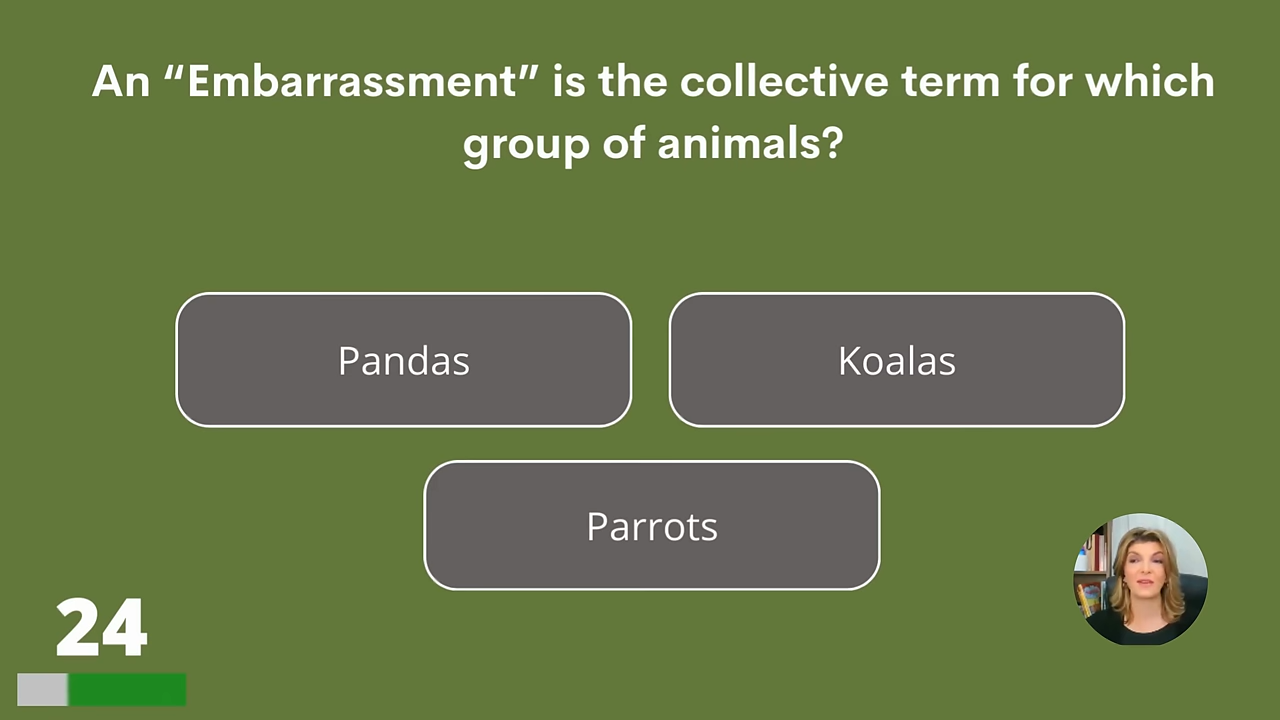 An “Embarrassment” is the collective term for which
group of animals?
Pandas
Koalas
Parrots
24